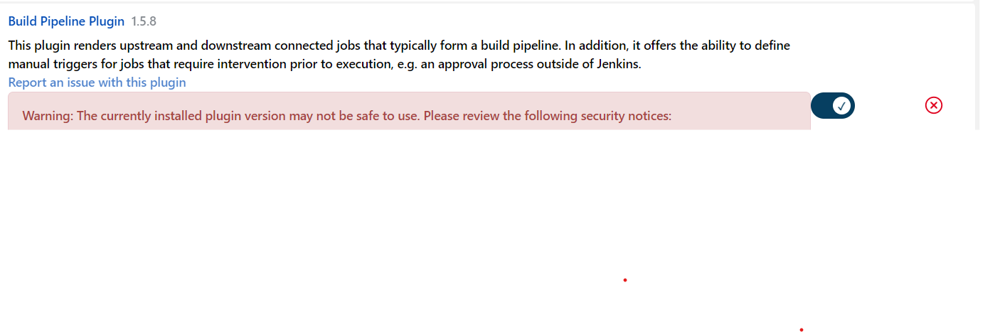 Build Pipeline Plugin 1.5.8
This plugin renders upstream and downstream connected jobs that typically form a build pipeline. In addition, it offers the ability to define
manual triggers for jobs that require intervention prior to execution, e.g. an approval process outside of Jenkins.
Report an issue with this plugin
Warning: The currently installed plugin version may not be safe to use. Please review the following security notices: